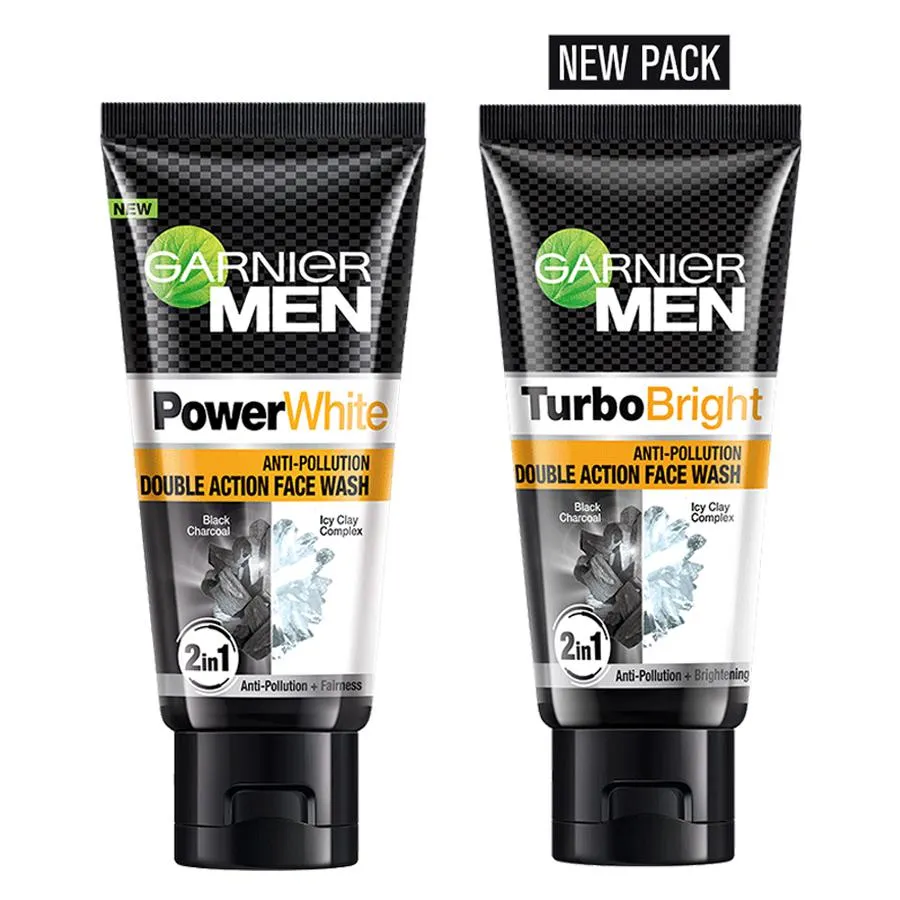 NEW PACK
NEW
GARNIER
MEN
PowerWhite
ANTI-POLLUTION
DOUBLE ACTION FACE WASH
Black
Charcoal
Icy Clay
Complex
2in1
Anti-Pollution + Fairness
GARNIER
MEN
TurboBright
ANTI-POLLUTION
DOUBLE ACTION FACE WASH
Black
Charcoal
Icy Clay
Complex
2in1
Anti-Pollution + Brightening